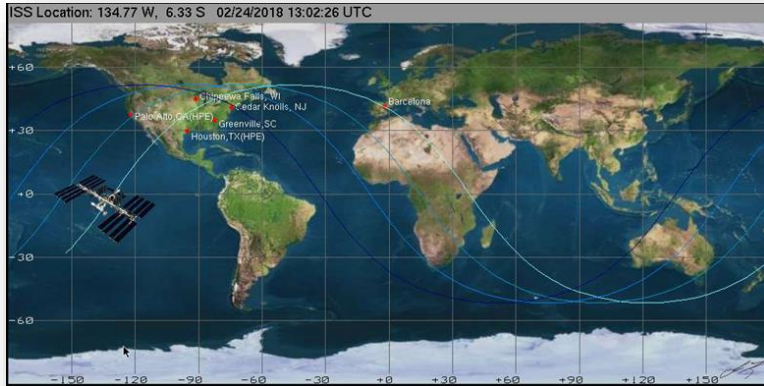 ISS Location: 134.77 W,  6.33 S   02/24/2018 13:02:26 UTC
+60
Chippewa Falls, WI
Cedar Knolls, NJ
Barcelona
Palo Alto,CA(HPE)
Greenville,SC
+30
Houston,TX(HPE)
+0
-30
-60
-150 -120 -90 -60 -30 +0 +30 +60 +90 +120 +150